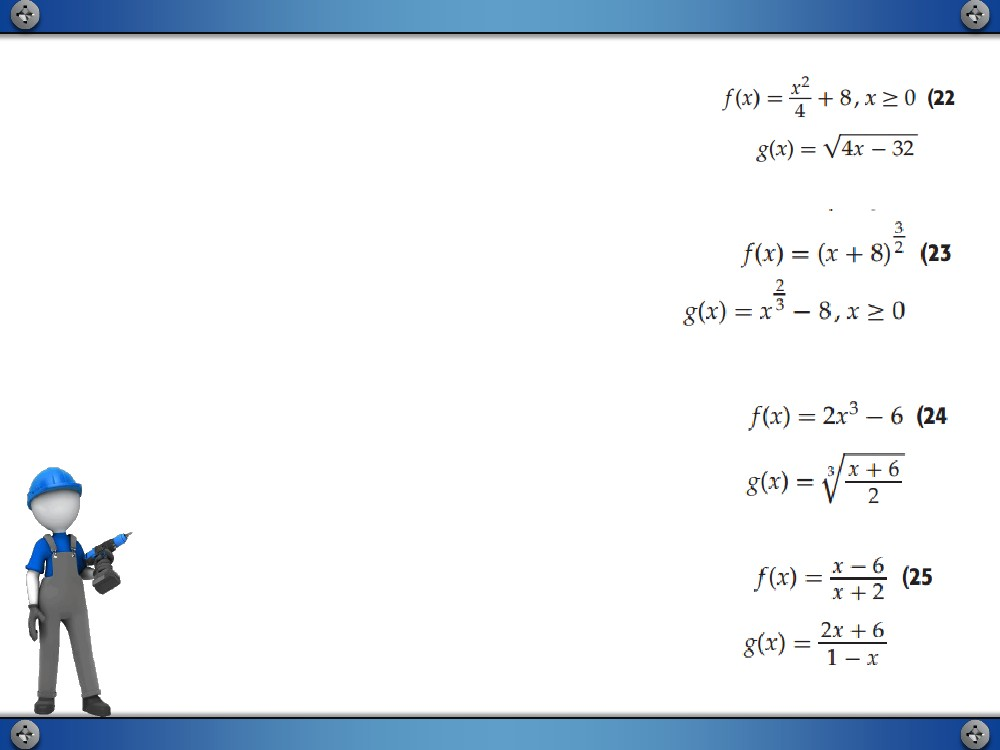 (22 f(x) = x²/4 + 8, x ≥ 0
g(x) = √(4x − 32)
(23 f(x) = (x + 8)^(3/2)
g(x) = x^(2/3) − 8, x ≥ 0
(24 f(x) = 2x³ − 6
g(x) = ∛((x + 6)/2)
(25 f(x) = (x − 6)/(x + 2)
g(x) = (2x + 6)/(1 − x)